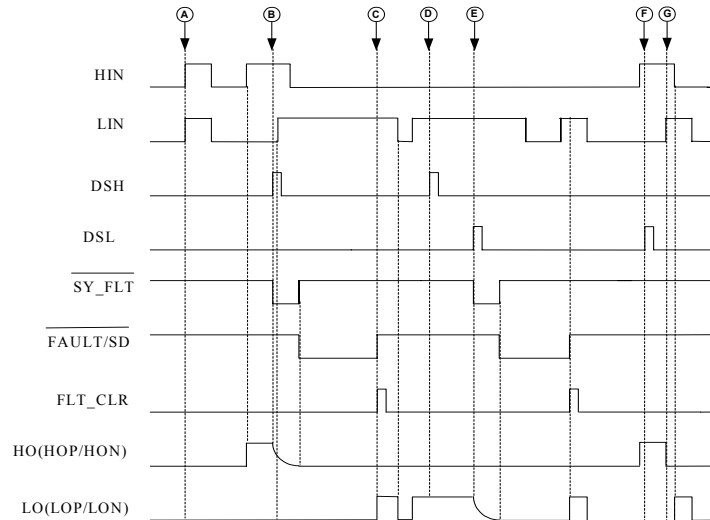 A B C D E F G
HIN
LIN
DSH
DSL
SY_FLT
FAULT/SD
FLT_CLR
HO(HOP/HON)
LO(LOP/LON)